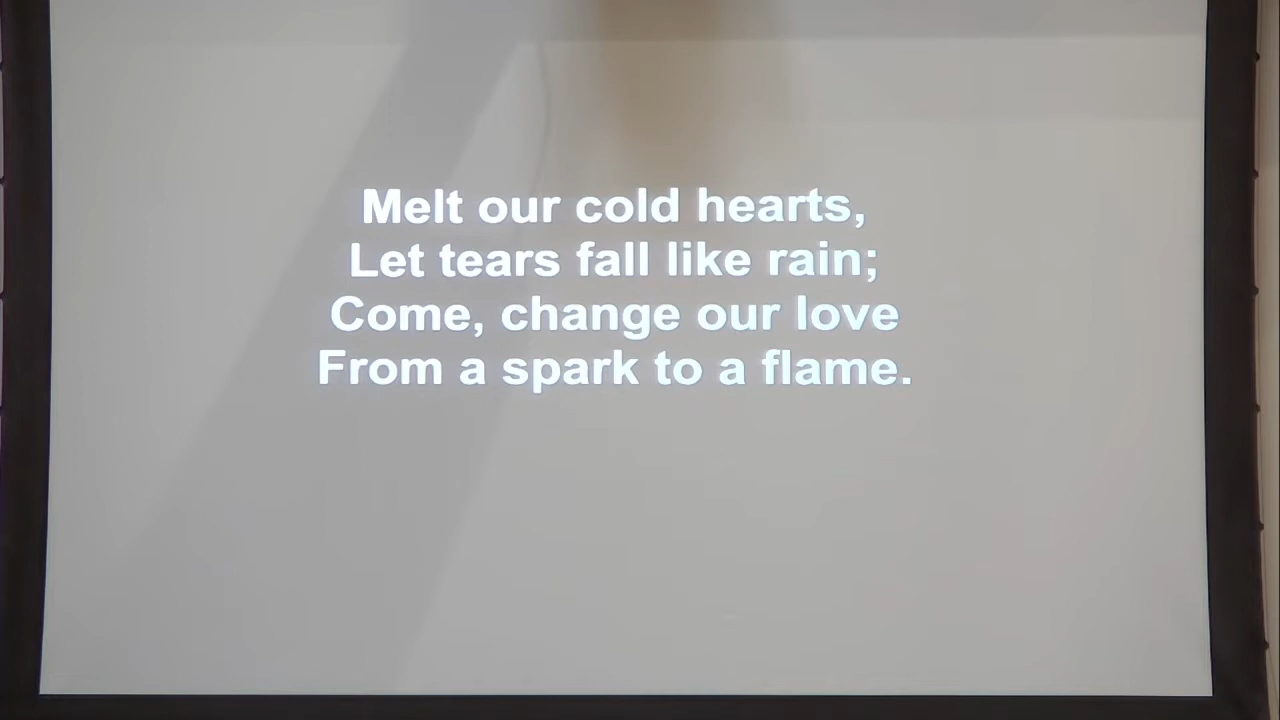 Melt our cold hearts,
Let tears fall like rain;
Come, change our love
From a spark to a flame.